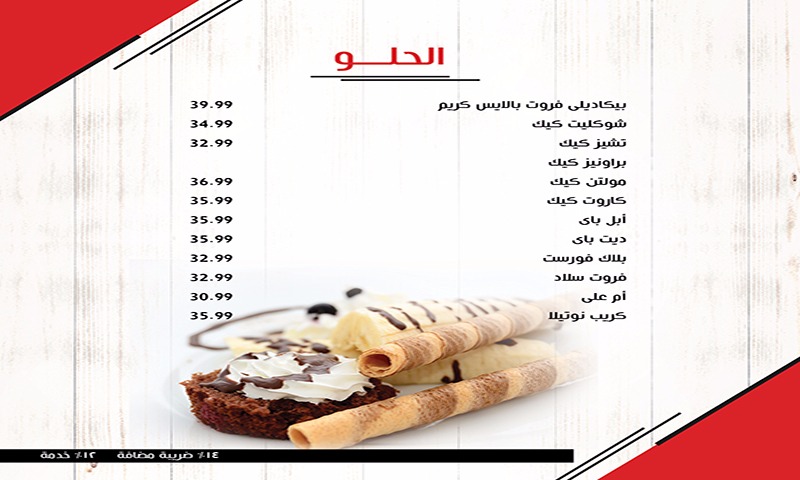 الحلـــو
بيكاديلى فروت بالايس كريم 39.99
شوكليت كيك 34.99
تشيز كيك 32.99
براونيز كيك
مولتن كيك 36.99
كاروت كيك 35.99
أبل باى 35.99
ديت باى 35.99
بلاك فورست 32.99
فروت سلاد 32.99
أم على 30.99
كريب نوتيلا 35.99
١٤٪ ضريبة مضافة ١٢٪ خدمة